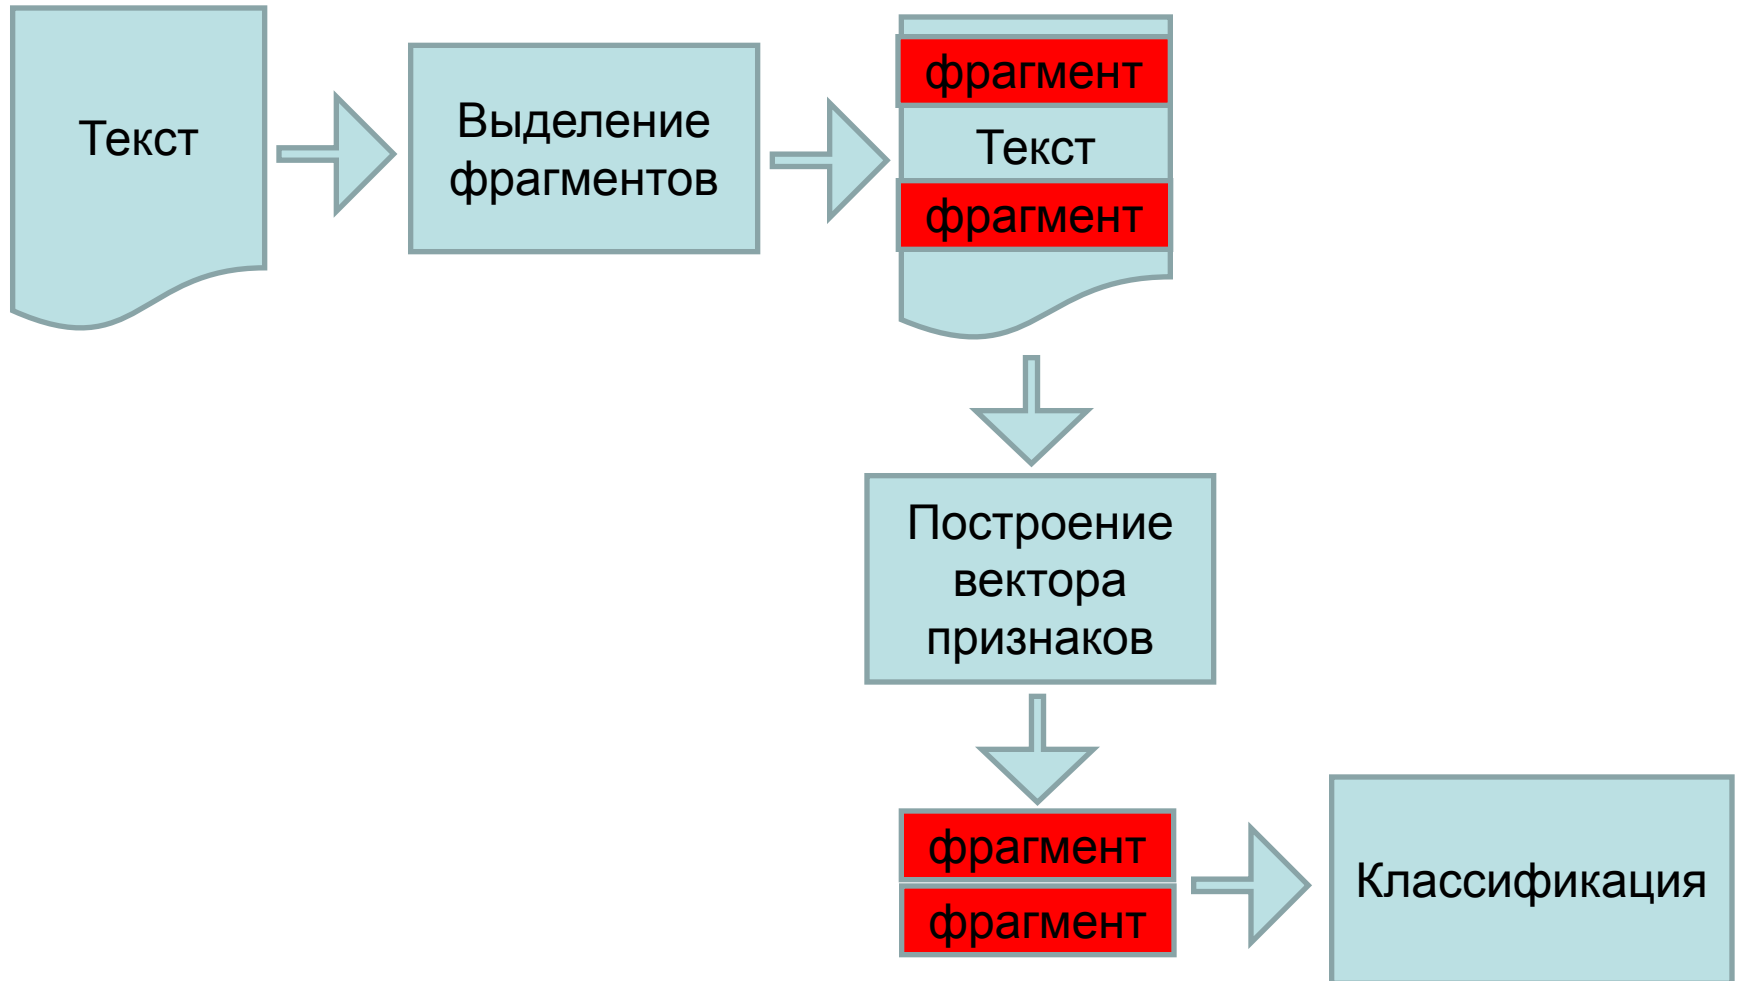 Текст
Выделение
фрагментов
фрагмент
Текст
фрагмент
Построение
вектора
признаков
фрагмент
фрагмент
Классификация